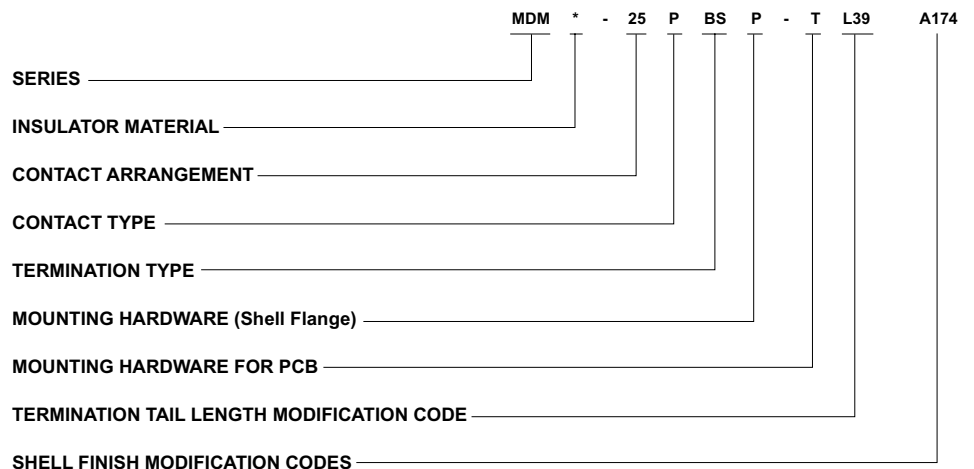 MDM * - 25 P BS P - T L39 A174
SERIES
INSULATOR MATERIAL
CONTACT ARRANGEMENT
CONTACT TYPE
TERMINATION TYPE
MOUNTING HARDWARE (Shell Flange)
MOUNTING HARDWARE FOR PCB
TERMINATION TAIL LENGTH MODIFICATION CODE
SHELL FINISH MODIFICATION CODES